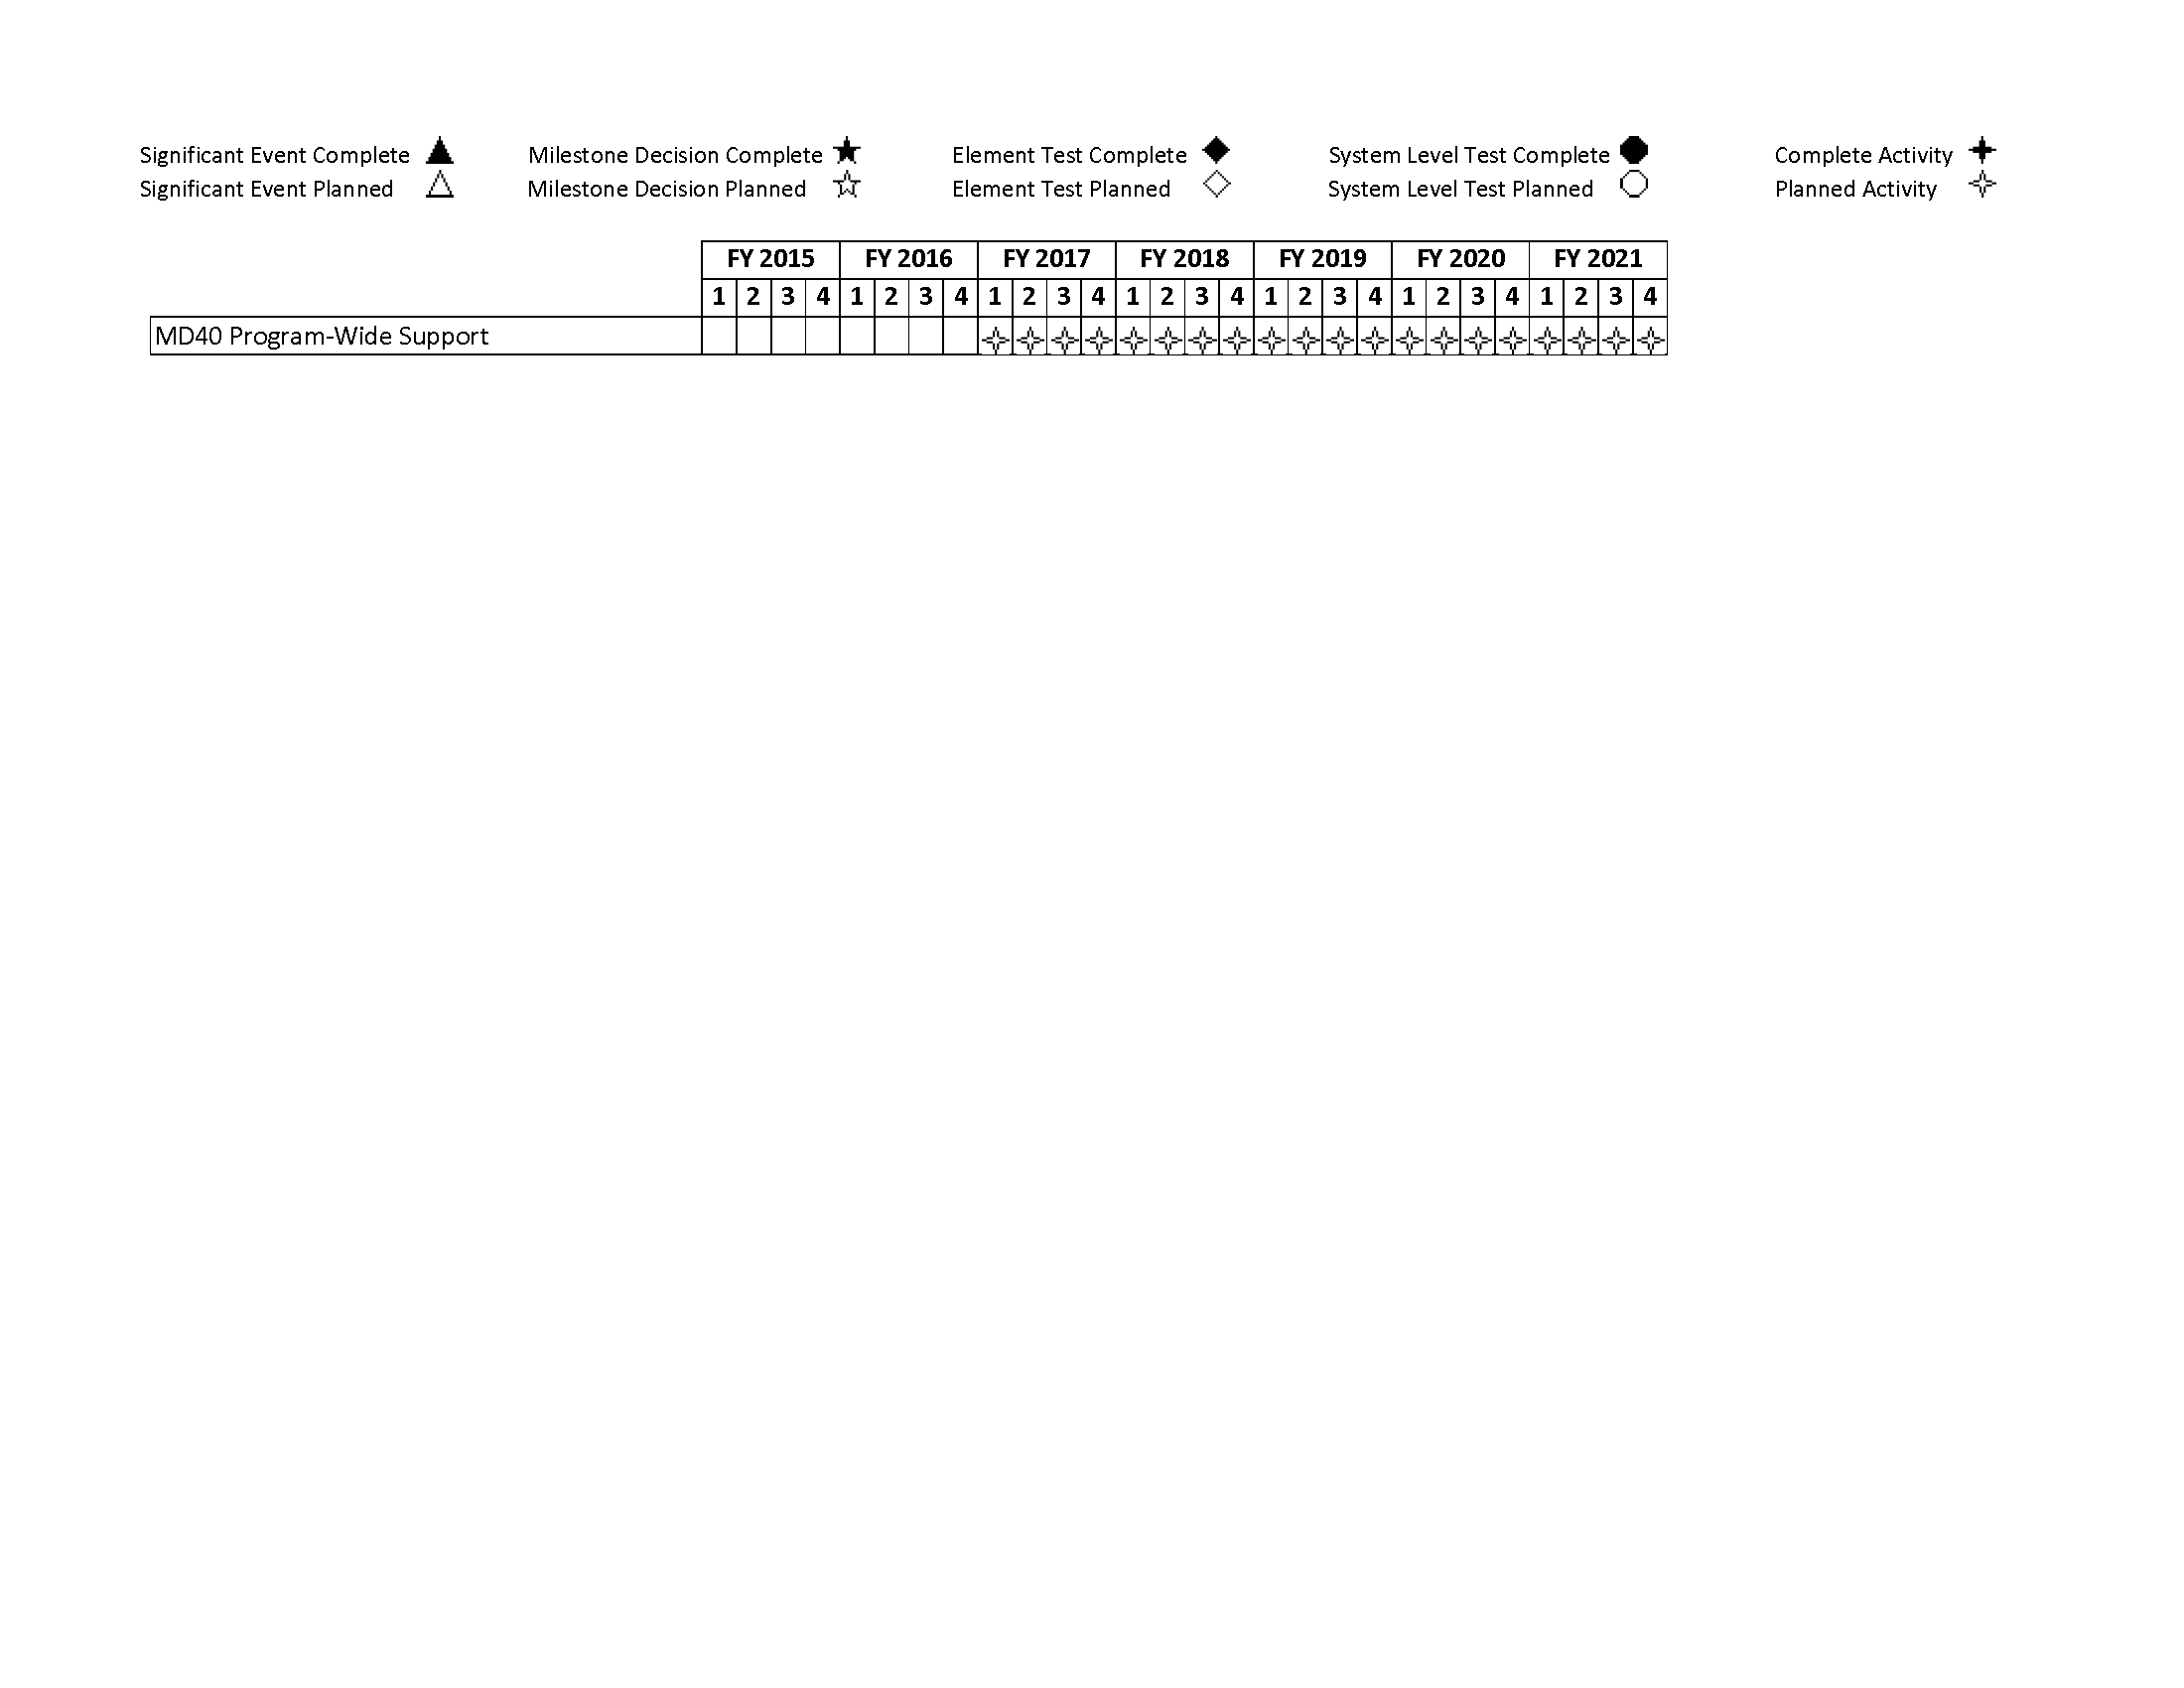 Significant Event Complete Milestone Decision Complete Element Test Complete System Level Test Complete Complete Activity
Significant Event Planned Milestone Decision Planned Element Test Planned System Level Test Planned Planned Activity
FY 2015 FY 2016 FY 2017 FY 2018 FY 2019 FY 2020 FY 2021
1 2 3 4 1 2 3 4 1 2 3 4 1 2 3 4 1 2 3 4 1 2 3 4 1 2 3 4
MD40 Program-Wide Support